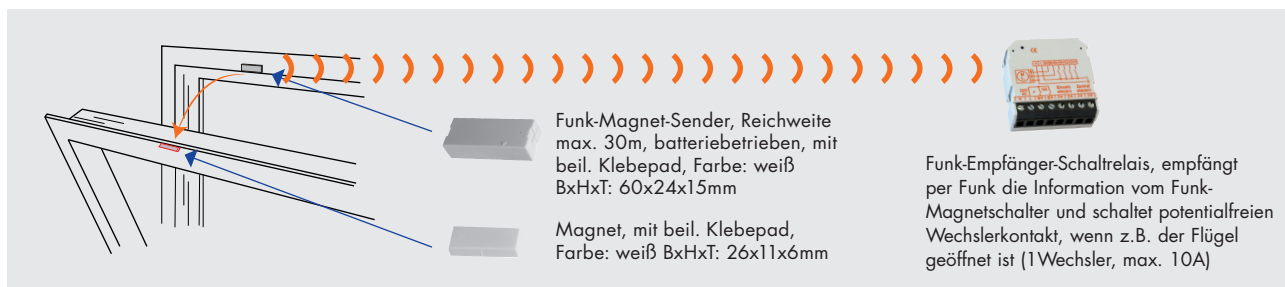 Funk-Magnet-Sender, Reichweite
max. 30m, batteriebetrieben, mit
beil. Klebepad, Farbe: weiß
BxHxT: 60x24x15mm
Magnet, mit beil. Klebepad,
Farbe: weiß BxHxT: 26x11x6mm
Funk-Empfänger-Schaltrelais, empfängt
per Funk die Information vom Funk-
Magnetschalter und schaltet potentialfreien
Wechslerkontakt, wenn z.B. der Flügel
geöffnet ist (1Wechsler, max. 10A)